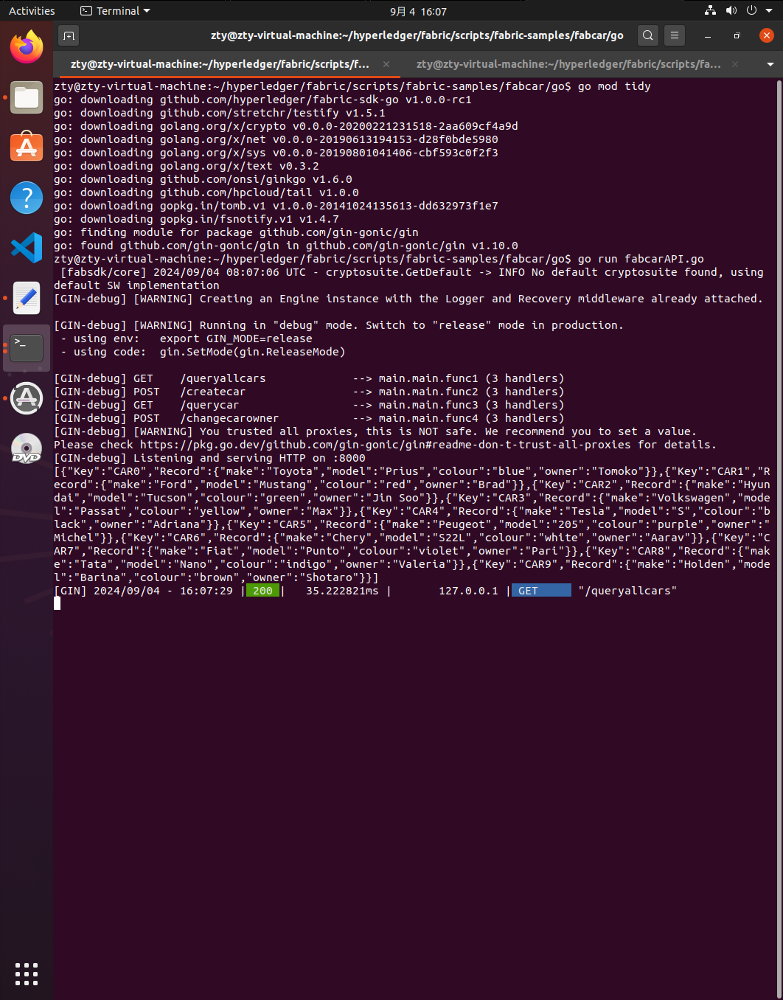 Activities
Terminal
9月 4 16:07
zty@zty-virtual-machine:~/hyperledger/fabric/scripts/fabric-samples/fabcar/go
zty@zty-virtual-machine:~/hyperledger/fabric/scripts/f...
zty@zty-virtual-machine:~/hyperledger/fabric/scripts/fa...
zty@zty-virtual-machine:~/hyperledger/fabric/scripts/fabric-samples/fabcar/go$ go mod tidy
go: downloading github.com/hyperledger/fabric-sdk-go v1.0.0-rc1
go: downloading github.com/stretchr/testify v1.5.1
go: downloading golang.org/x/crypto v0.0.0-20200221231518-2aa609cf4a9d
go: downloading golang.org/x/net v0.0.0-20190613194153-d28f0bde5980
go: downloading golang.org/x/sys v0.0.0-20190801041406-cbf593c0f2f3
go: downloading golang.org/x/text v0.3.2
go: downloading github.com/onsi/ginkgo v1.6.0
go: downloading github.com/hpcloud/tail v1.0.0
go: downloading gopkg.in/tomb.v1 v1.0.0-20141024135613-dd632973f1e7
go: downloading gopkg.in/fsnotify.v1 v1.4.7
go: finding module for package github.com/gin-gonic/gin
go: found github.com/gin-gonic/gin in github.com/gin-gonic/gin v1.10.0
zty@zty-virtual-machine:~/hyperledger/fabric/scripts/fabric-samples/fabcar/go$ go run fabcarAPI.go
[fabsdk/core] 2024/09/04 08:07:06 UTC - cryptosuite.GetDefault -> INFO No default cryptosuite found, using
default SW implementation
[GIN-debug] [WARNING] Creating an Engine instance with the Logger and Recovery middleware already attached.
[GIN-debug] [WARNING] Running in "debug" mode. Switch to "release" mode in production.
- using env:   export GIN_MODE=release
- using code:  gin.SetMode(gin.ReleaseMode)
[GIN-debug] GET    /queryallcars             --> main.main.func1 (3 handlers)
[GIN-debug] POST   /createcar                --> main.main.func2 (3 handlers)
[GIN-debug] GET    /querycar                 --> main.main.func3 (3 handlers)
[GIN-debug] POST   /changecarowner           --> main.main.func4 (3 handlers)
[GIN-debug] [WARNING] You trusted all proxies, this is NOT safe. We recommend you to set a value.
Please check https://pkg.go.dev/github.com/gin-gonic/gin#readme-don-t-trust-all-proxies for details.
[GIN-debug] Listening and serving HTTP on :8000
[{"Key":"CAR0","Record":{"make":"Toyota","model":"Prius","colour":"blue","owner":"Tomoko"}},{"Key":"CAR1","R
ecord":{"make":"Ford","model":"Mustang","colour":"red","owner":"Brad"}},{"Key":"CAR2","Record":{"make":"Hyun
dai","model":"Tucson","colour":"green","owner":"Jin Soo"}},{"Key":"CAR3","Record":{"make":"Volkswagen","mode
l":"Passat","colour":"yellow","owner":"Max"}},{"Key":"CAR4","Record":{"make":"Tesla","model":"S","colour":"b
lack","owner":"Adriana"}},{"Key":"CAR5","Record":{"make":"Peugeot","model":"205","colour":"purple","owner":"
Michel"}},{"Key":"CAR6","Record":{"make":"Chery","model":"S22L","colour":"white","owner":"Aarav"}},{"Key":"C
AR7","Record":{"make":"Fiat","model":"Punto","colour":"violet","owner":"Pari"}},{"Key":"CAR8","Record":{"mak
e":"Tata","model":"Nano","colour":"indigo","owner":"Valeria"}},{"Key":"CAR9","Record":{"make":"Holden","mode
l":"Barina","colour":"brown","owner":"Shotaro"}}]
[GIN] 2024/09/04 - 16:07:29 | 200 |   35.222821ms |       127.0.0.1 | GET      "/queryallcars"
DVD